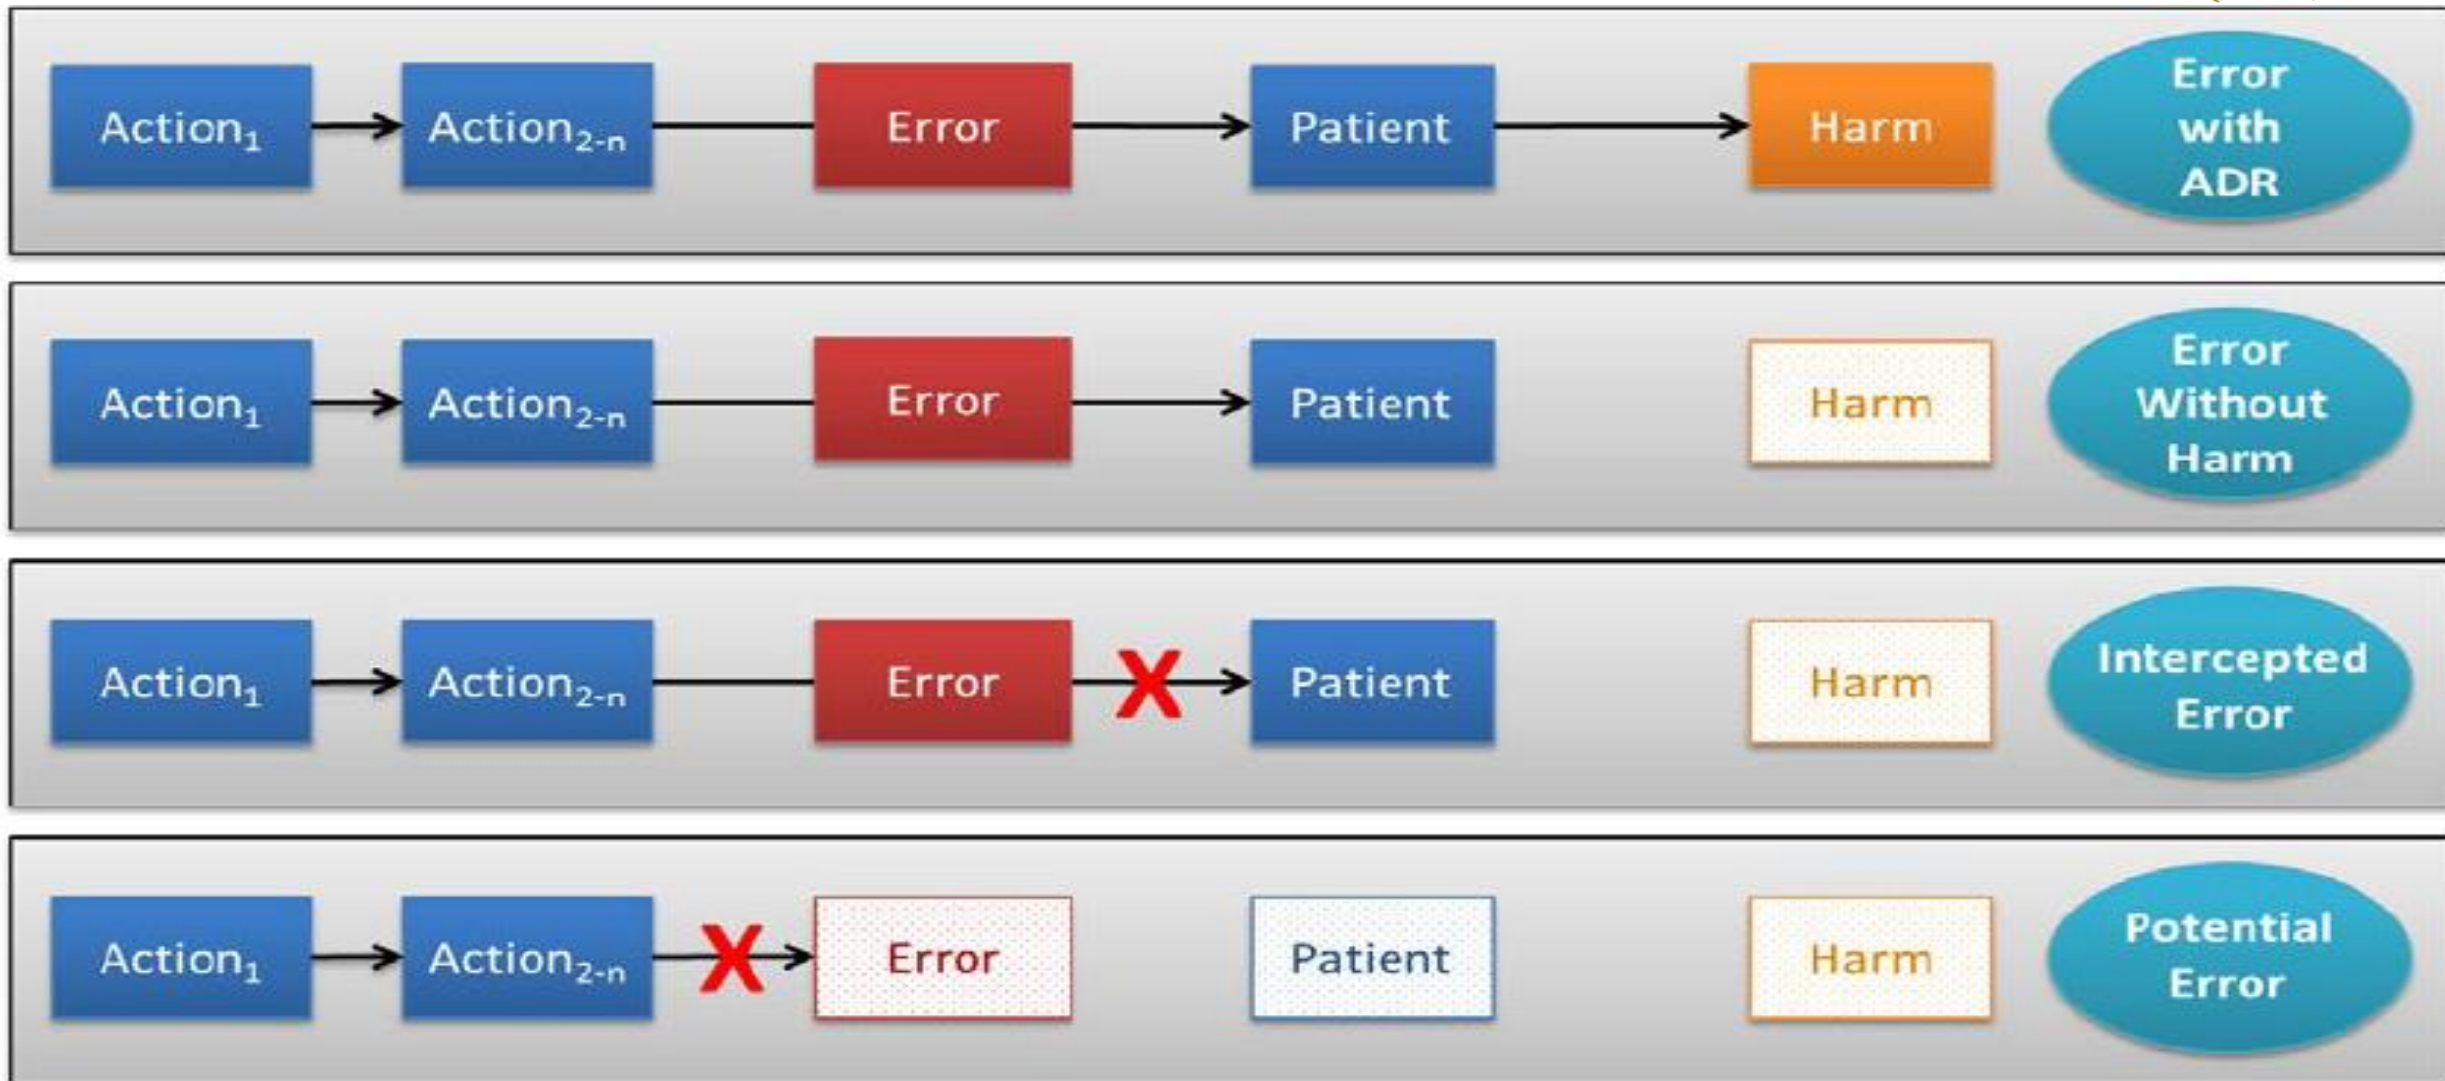 Action₁ Action₂₋ₙ Error Patient Harm
Error
with
ADR
Action₁ Action₂₋ₙ Error Patient Harm
Error
Without
Harm
Action₁ Action₂₋ₙ Error X Patient Harm
Intercepted
Error
Action₁ Action₂₋ₙ X Error Patient Harm
Potential
Error